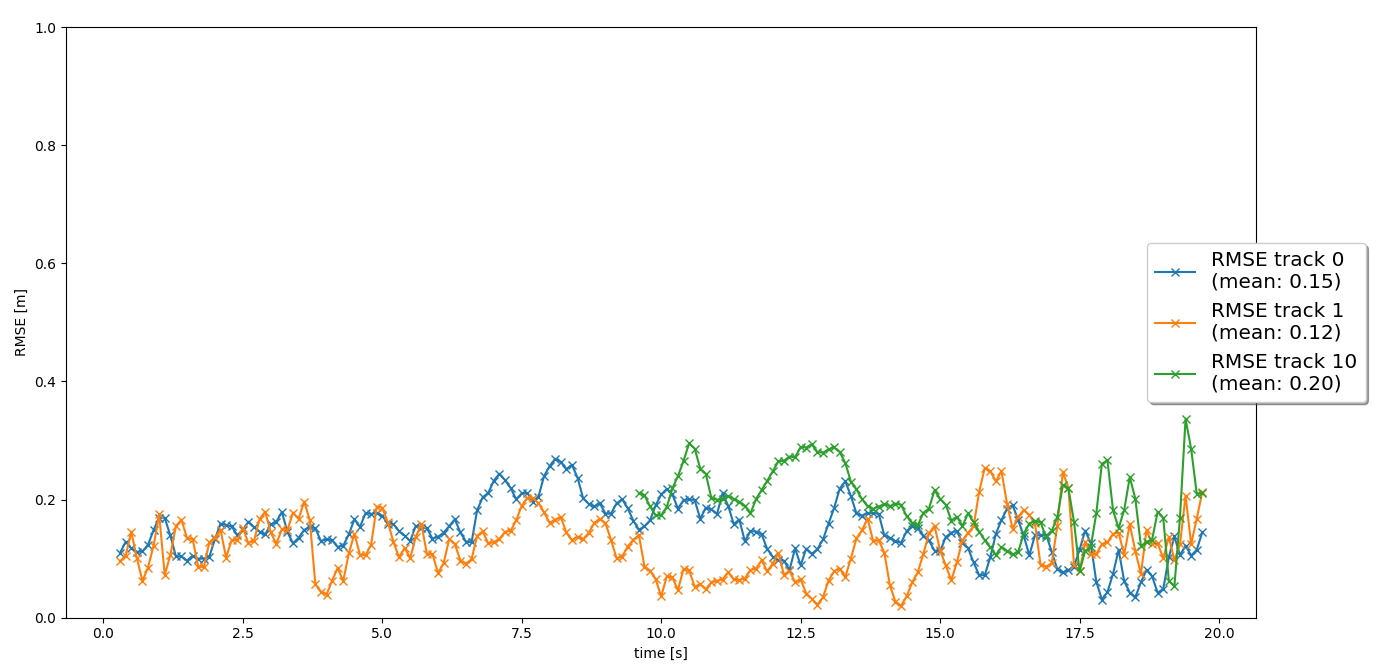 1.0
0.8
0.6
0.4
0.2
0.0
RMSE [m]
0.0 2.5 5.0 7.5 10.0 12.5 15.0 17.5 20.0
time [s]
RMSE track 0
(mean: 0.15)
RMSE track 1
(mean: 0.12)
RMSE track 10
(mean: 0.20)